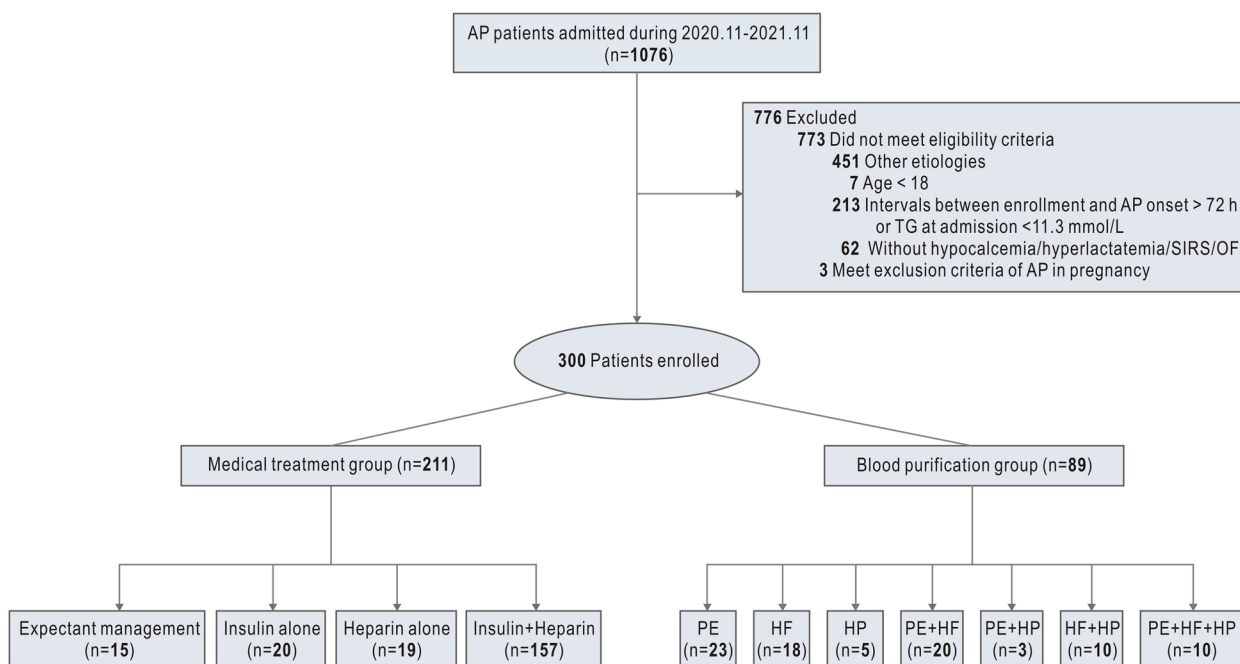 AP patients admitted during 2020.11-2021.11
(n=1076)
776 Excluded
773 Did not meet eligibility criteria
451 Other etiologies
7 Age < 18
213 Intervals between enrollment and AP onset > 72 h
or TG at admission <11.3 mmol/L
62 Without hypocalcemia/hyperlactatemia/SIRS/OF
3 Meet exclusion criteria of AP in pregnancy
300 Patients enrolled
Medical treatment group (n=211)
Blood purification group (n=89)
Expectant management
(n=15)
Insulin alone
(n=20)
Heparin alone
(n=19)
Insulin+Heparin
(n=157)
PE
(n=23)
HF
(n=18)
HP
(n=5)
PE+HF
(n=20)
PE+HP
(n=3)
HF+HP
(n=10)
PE+HF+HP
(n=10)